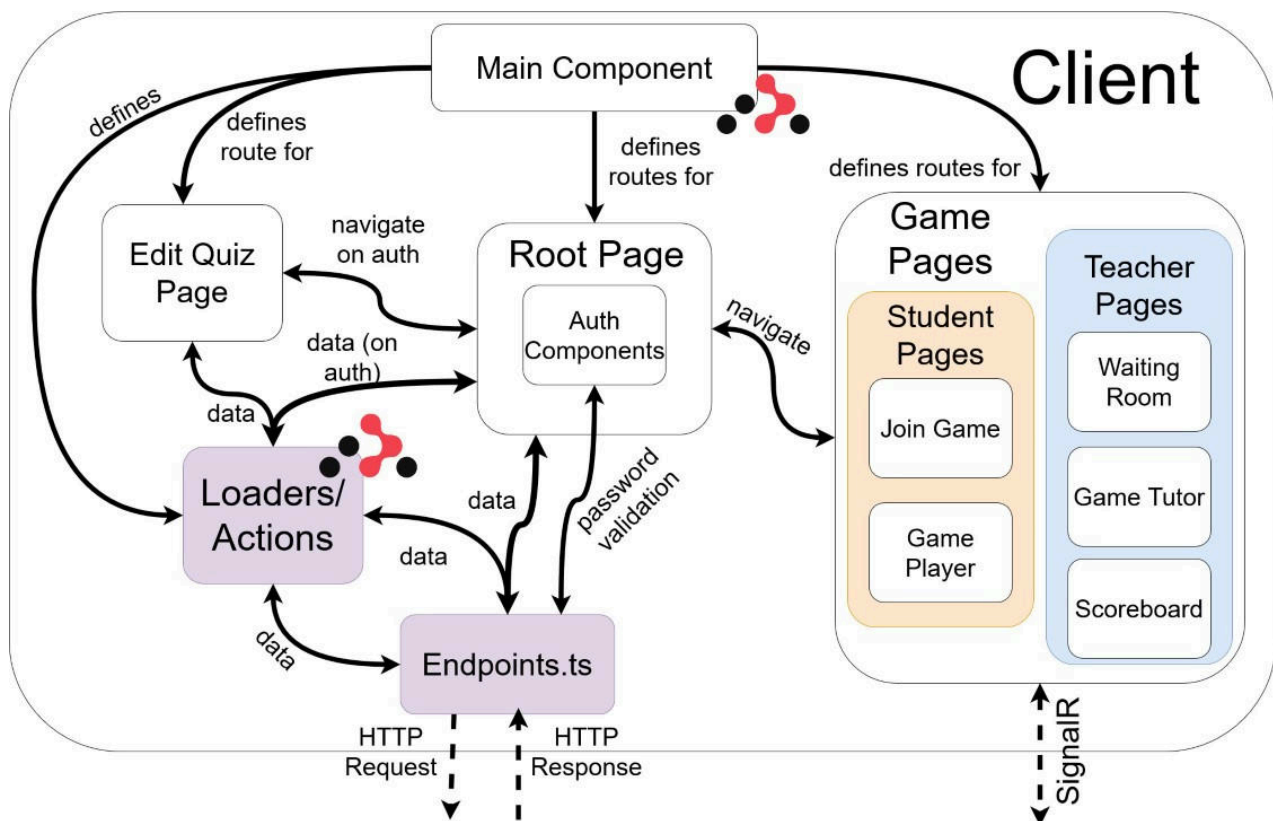 Main Component
Client
defines
defines
route for
defines
routes for
defines routes for
Edit Quiz
Page
navigate
on auth
Root Page
Auth
Components
navigate
Game
Pages
Student
Pages
Join Game
Game
Player
Teacher
Pages
Waiting
Room
Game Tutor
Scoreboard
data (on
auth)
data
Loaders/
Actions
data
data
password
validation
data
Endpoints.ts
HTTP
Request
HTTP
Response
SignalR